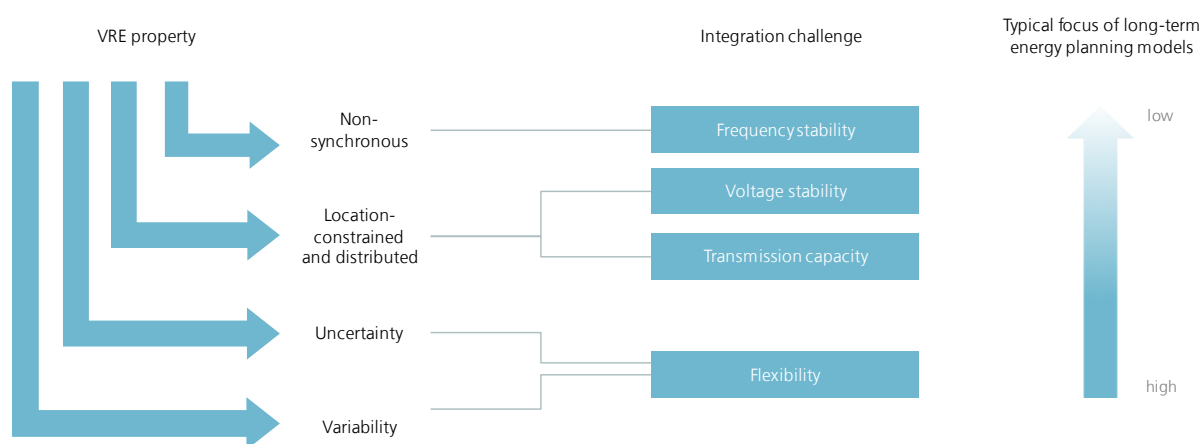 VRE property
Integration challenge
Typical focus of long-term
energy planning models
Non-
synchronous
Frequency stability
low
Location-
constrained
and distributed
Voltage stability
Transmission capacity
Uncertainty
Flexibility
high
Variability